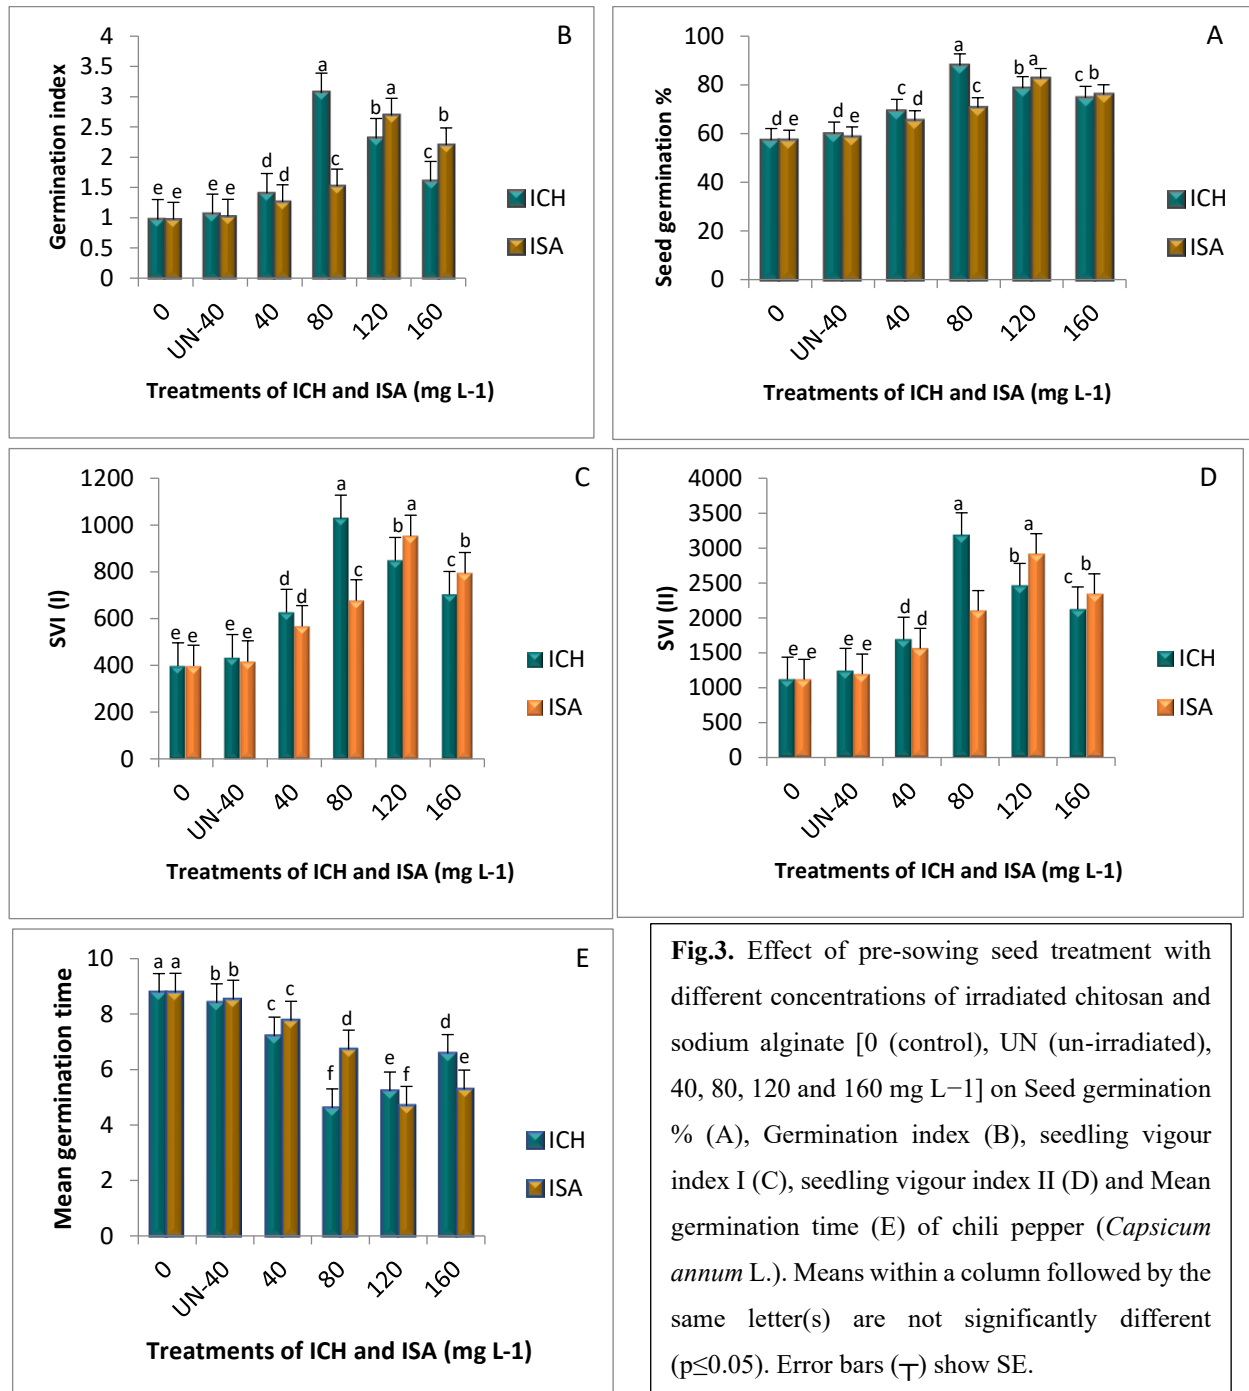 B
Germination index
4
3.5
3
2.5
2
1.5
1
0.5
0
e e e e d d a c b a c b
0 UN-40 40 80 120 160
Treatments of ICH and ISA (mg L-1)
ICH
ISA
A
Seed germination %
100
80
60
40
20
0
d e d e c d a c b a c b
0 UN-40 40 80 120 160
Treatments of ICH and ISA (mg L-1)
ICH
ISA
C
SVI (I)
1200
1000
800
600
400
200
0
e e e e d d a c b a c b
0 UN-40 40 80 120 160
Treatments of ICH and ISA (mg L-1)
ICH
ISA
D
SVI (II)
4000
3500
3000
2500
2000
1500
1000
500
0
e e e e d d a b a c b
0 UN-40 40 80 120 160
Treatments of ICH and ISA (mg L-1)
ICH
ISA
E
Mean germination time
10
8
6
4
2
0
a a b b c c f d e f d e
0 UN-40 40 80 120 160
Treatments of ICH and ISA (mg L-1)
ICH
ISA
Fig.3. Effect of pre-sowing seed treatment with
different concentrations of irradiated chitosan and
sodium alginate [0 (control), UN (un-irradiated),
40, 80, 120 and 160 mg L−1] on Seed germination
% (A), Germination index (B), seedling vigour
index I (C), seedling vigour index II (D) and Mean
germination time (E) of chili pepper (Capsicum
annum L.). Means within a column followed by the
same letter(s) are not significantly different
(p≤0.05). Error bars (┬) show SE.